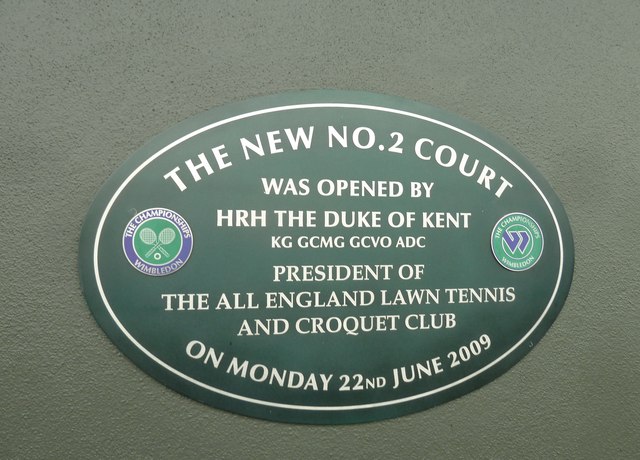 THE NEW NO.2 COURT
WAS OPENED BY
HRH THE DUKE OF KENT
KG GCMG GCVO ADC
THE CHAMPIONSHIPS
WIMBLEDON
THE CHAMPIONSHIPS
WIMBLEDON
PRESIDENT OF
THE ALL ENGLAND LAWN TENNIS
AND CROQUET CLUB
ON MONDAY 22ND JUNE 2009